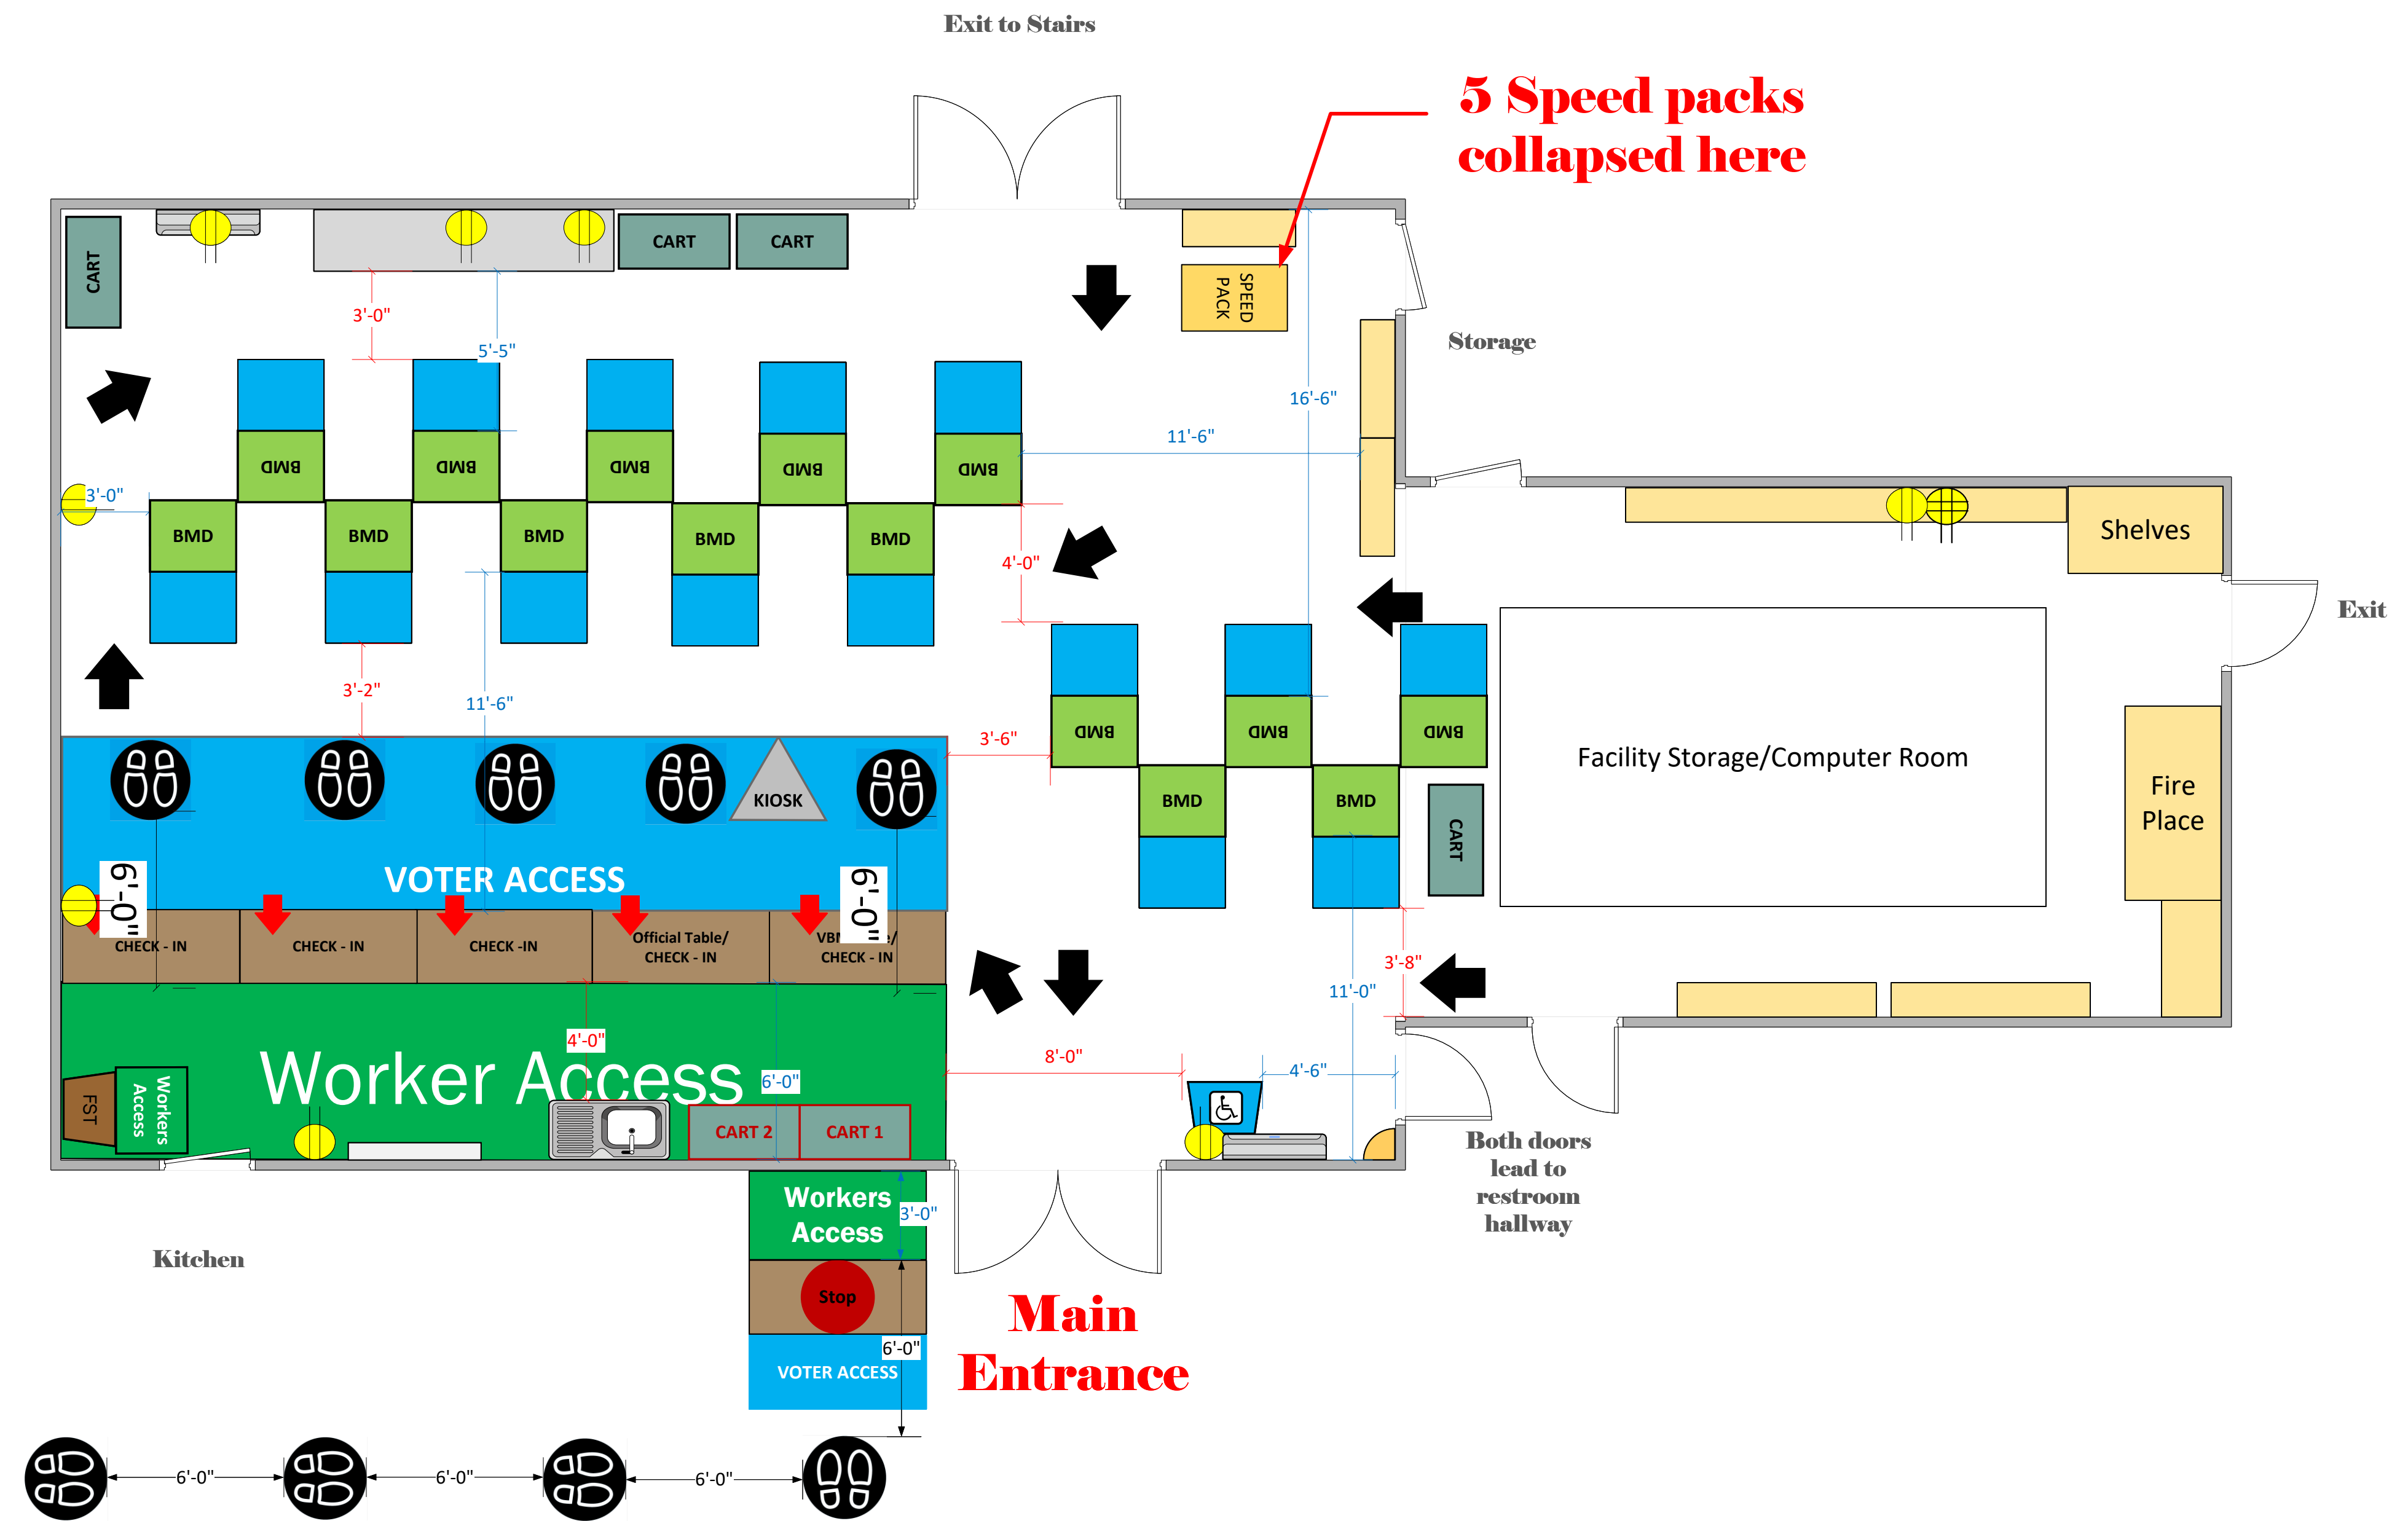 Exit to Stairs
5 Speed packs
collapsed here
CART
CART
CART
SPEED
PACK
3'-0"
5'-5"
Storage
16'-6"
11'-6"
BMD
BMD
BMD
BMD
BMD
3'-0"
BMD
BMD
BMD
BMD
BMD
4'-0"
Shelves
Exit
3'-2"
11'-6"
3'-6"
BMD
BMD
BMD
Facility Storage/Computer Room
KIOSK
BMD
BMD
CART
Fire
Place
VOTER ACCESS
6'-0"
6'-0"
CHECK - IN
CHECK - IN
CHECK -IN
Official Table/
CHECK - IN
CHECK - IN
3'-8"
11'-0"
4'-0"
8'-0"
4'-6"
Worker Access
6'-0"
FST
Workers
Access
CART 2
CART 1
Both doors
lead to
restroom
hallway
Workers
Access
3'-0"
Kitchen
Stop
Main
Entrance
6'-0"
VOTER ACCESS
6'-0"
6'-0"
6'-0"